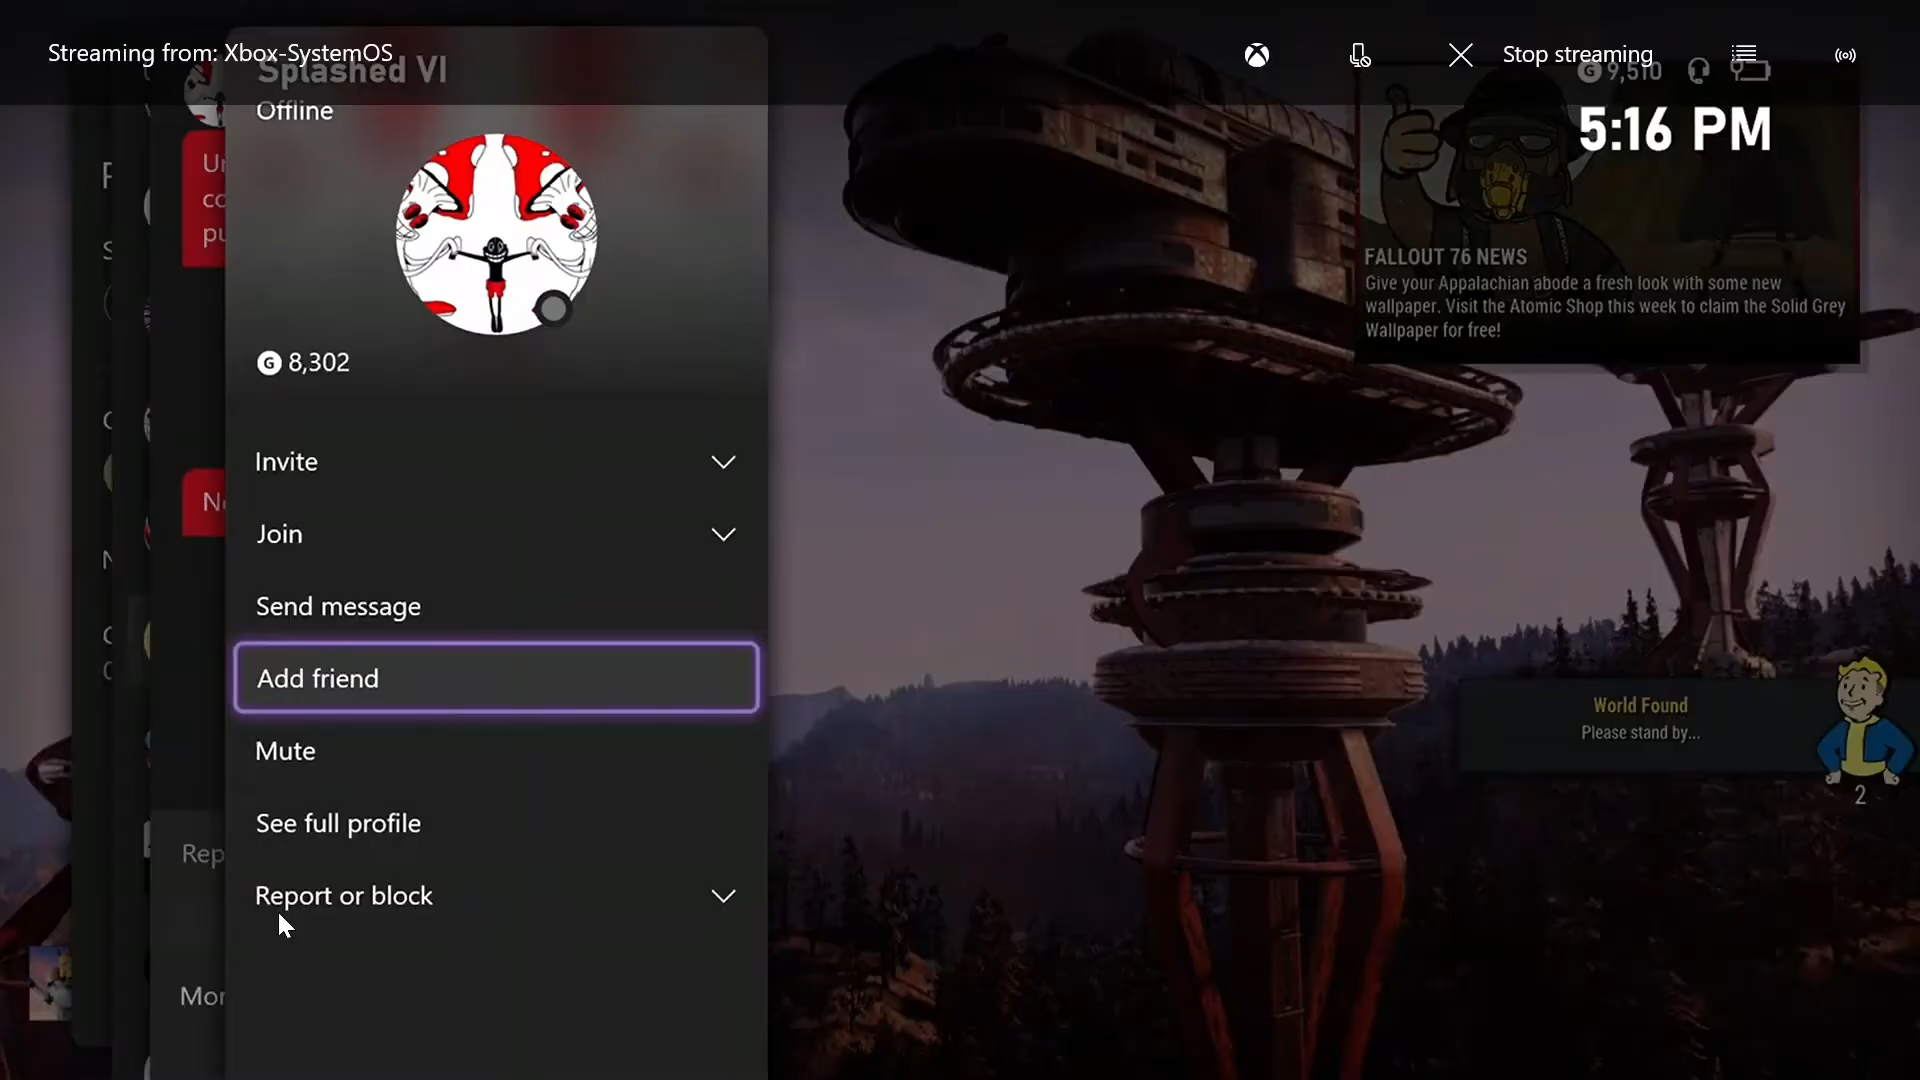 Streaming from: Xbox-SystemOS
Stop streaming
Splashed VI
Offline
9,510
5:16 PM
8,302
Invite
Join
Send message
Add friend
Mute
See full profile
Report or block
FALLOUT 76 NEWS
Give your Appalachian abode a fresh look with some new
wallpaper. Visit the Atomic Shop this week to claim the Solid Grey
Wallpaper for free!
World Found
Please stand by...
2